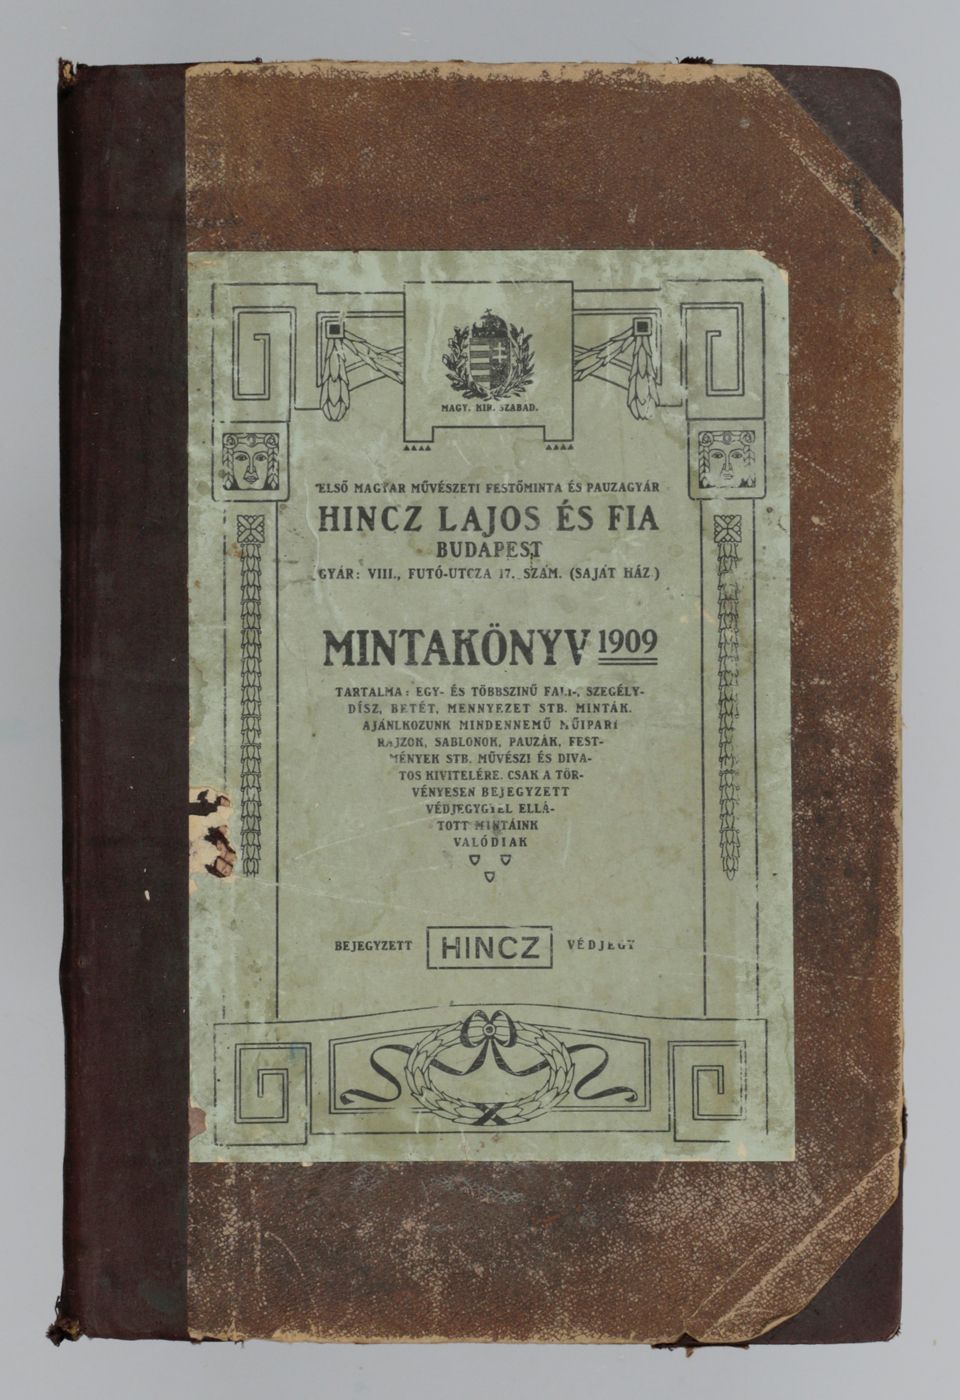 MAGY. KIR. SZABAD.
ELSŐ MAGYAR MŰVÉSZETI FESTŐMINTA ÉS PAUZAGYÁR
HINCZ LAJOS ÉS FIA
BUDAPEST
GYÁR: VIII., FUTÓ-UTCZA 17. SZÁM. (SAJÁT HÁZ)
MINTAKÖNYV 1909
TARTALMA: EGY- ÉS TÖBBSZINŰ FALI-, SZEGÉLY-
DÍSZ, BETÉT, MENNYEZET STB. MINTÁK.
AJÁNLKOZUNK MINDENNEMŰ MŰIPARI
RAJZOK, SABLONOK, PAUZÁK, FEST-
MÉNYEK STB. MŰVÉSZI ÉS DIVA-
TOS KIVITELÉRE. CSAK A TÖR-
VÉNYESEN BEJEGYZETT
VÉDJEGYGYEL ELLÁ-
TOTT MINTÁINK
VALÓDIAK
BEJEGYZETT HINCZ VÉDJEGY